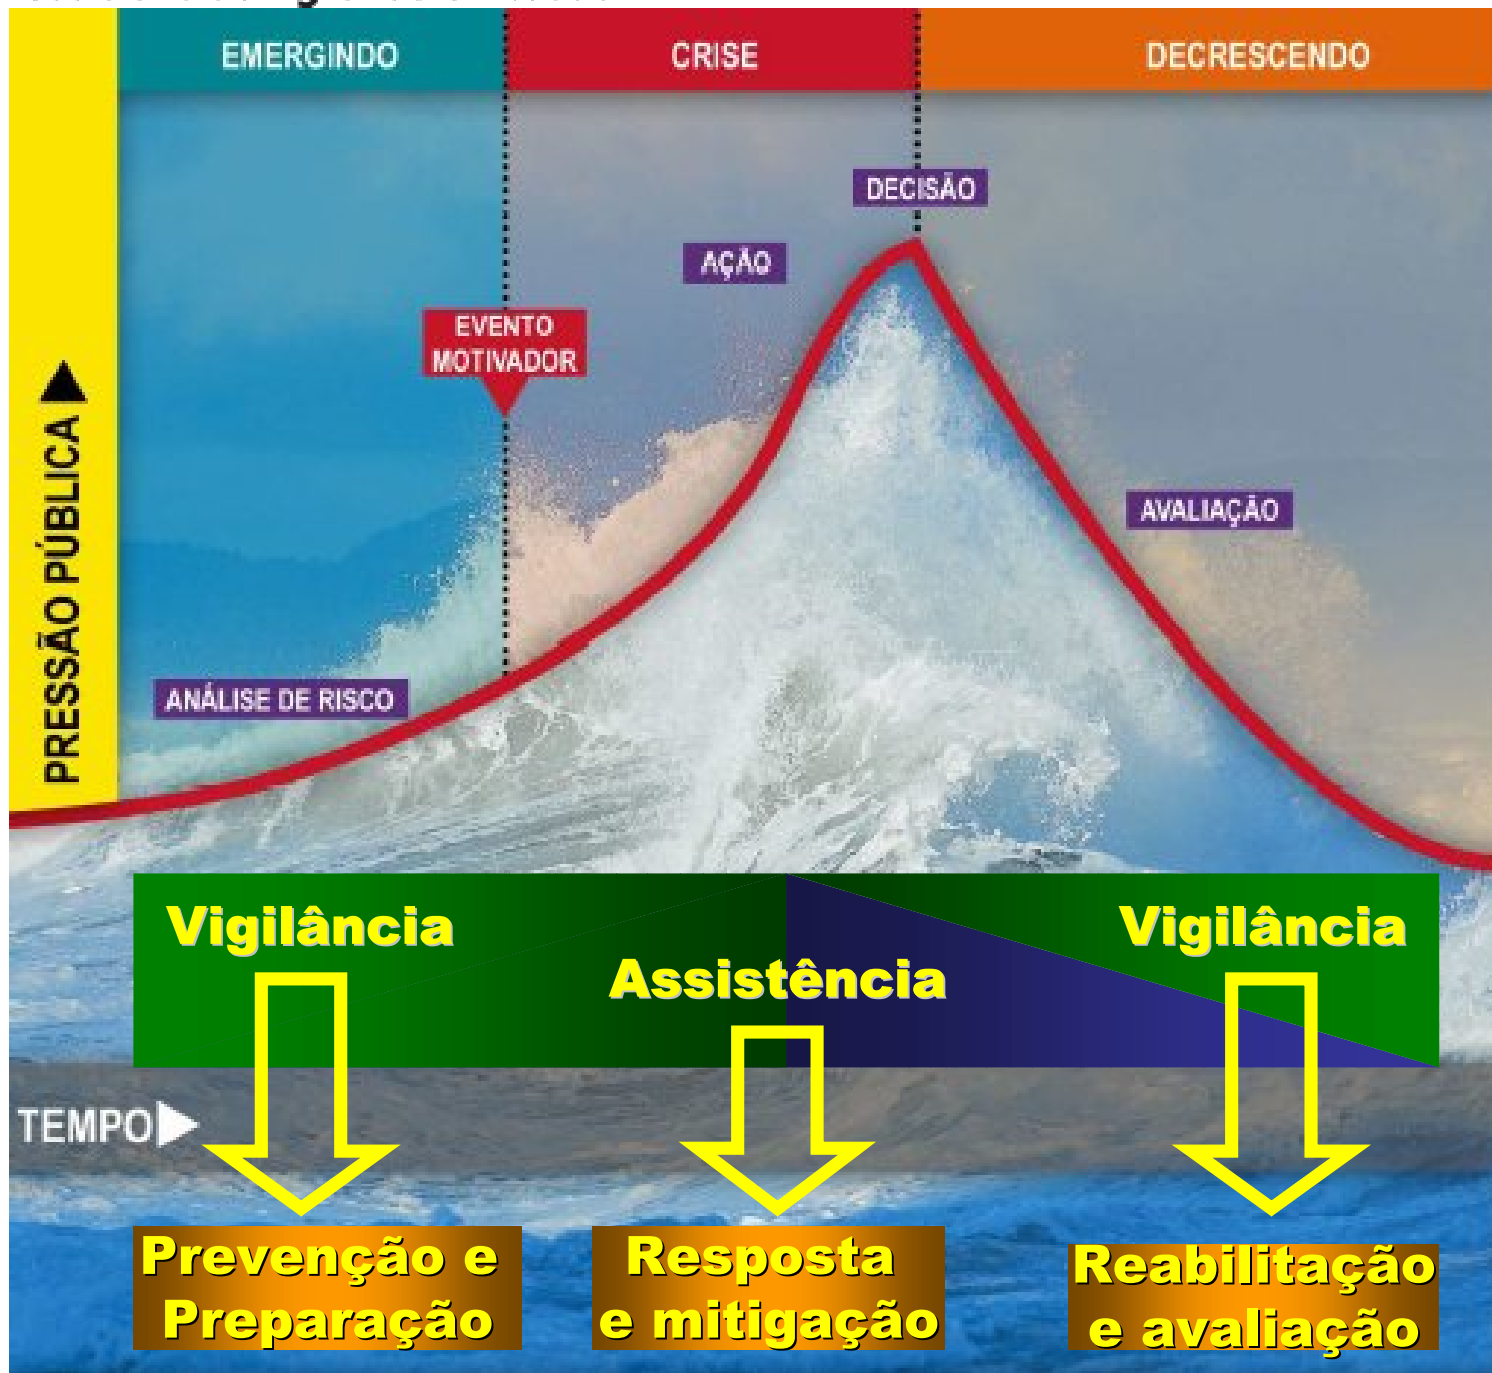 EMERGINDO
CRISE
DECRESCENDO
DECISÃO
AÇÃO
EVENTO
MOTIVADOR
PRESSÃO PÚBLICA
AVALIAÇÃO
ANÁLISE DE RISCO
Vigilância
Vigilância
Assistência
TEMPO
Prevenção e
Preparação
Resposta
e mitigação
Reabilitação
e avaliação